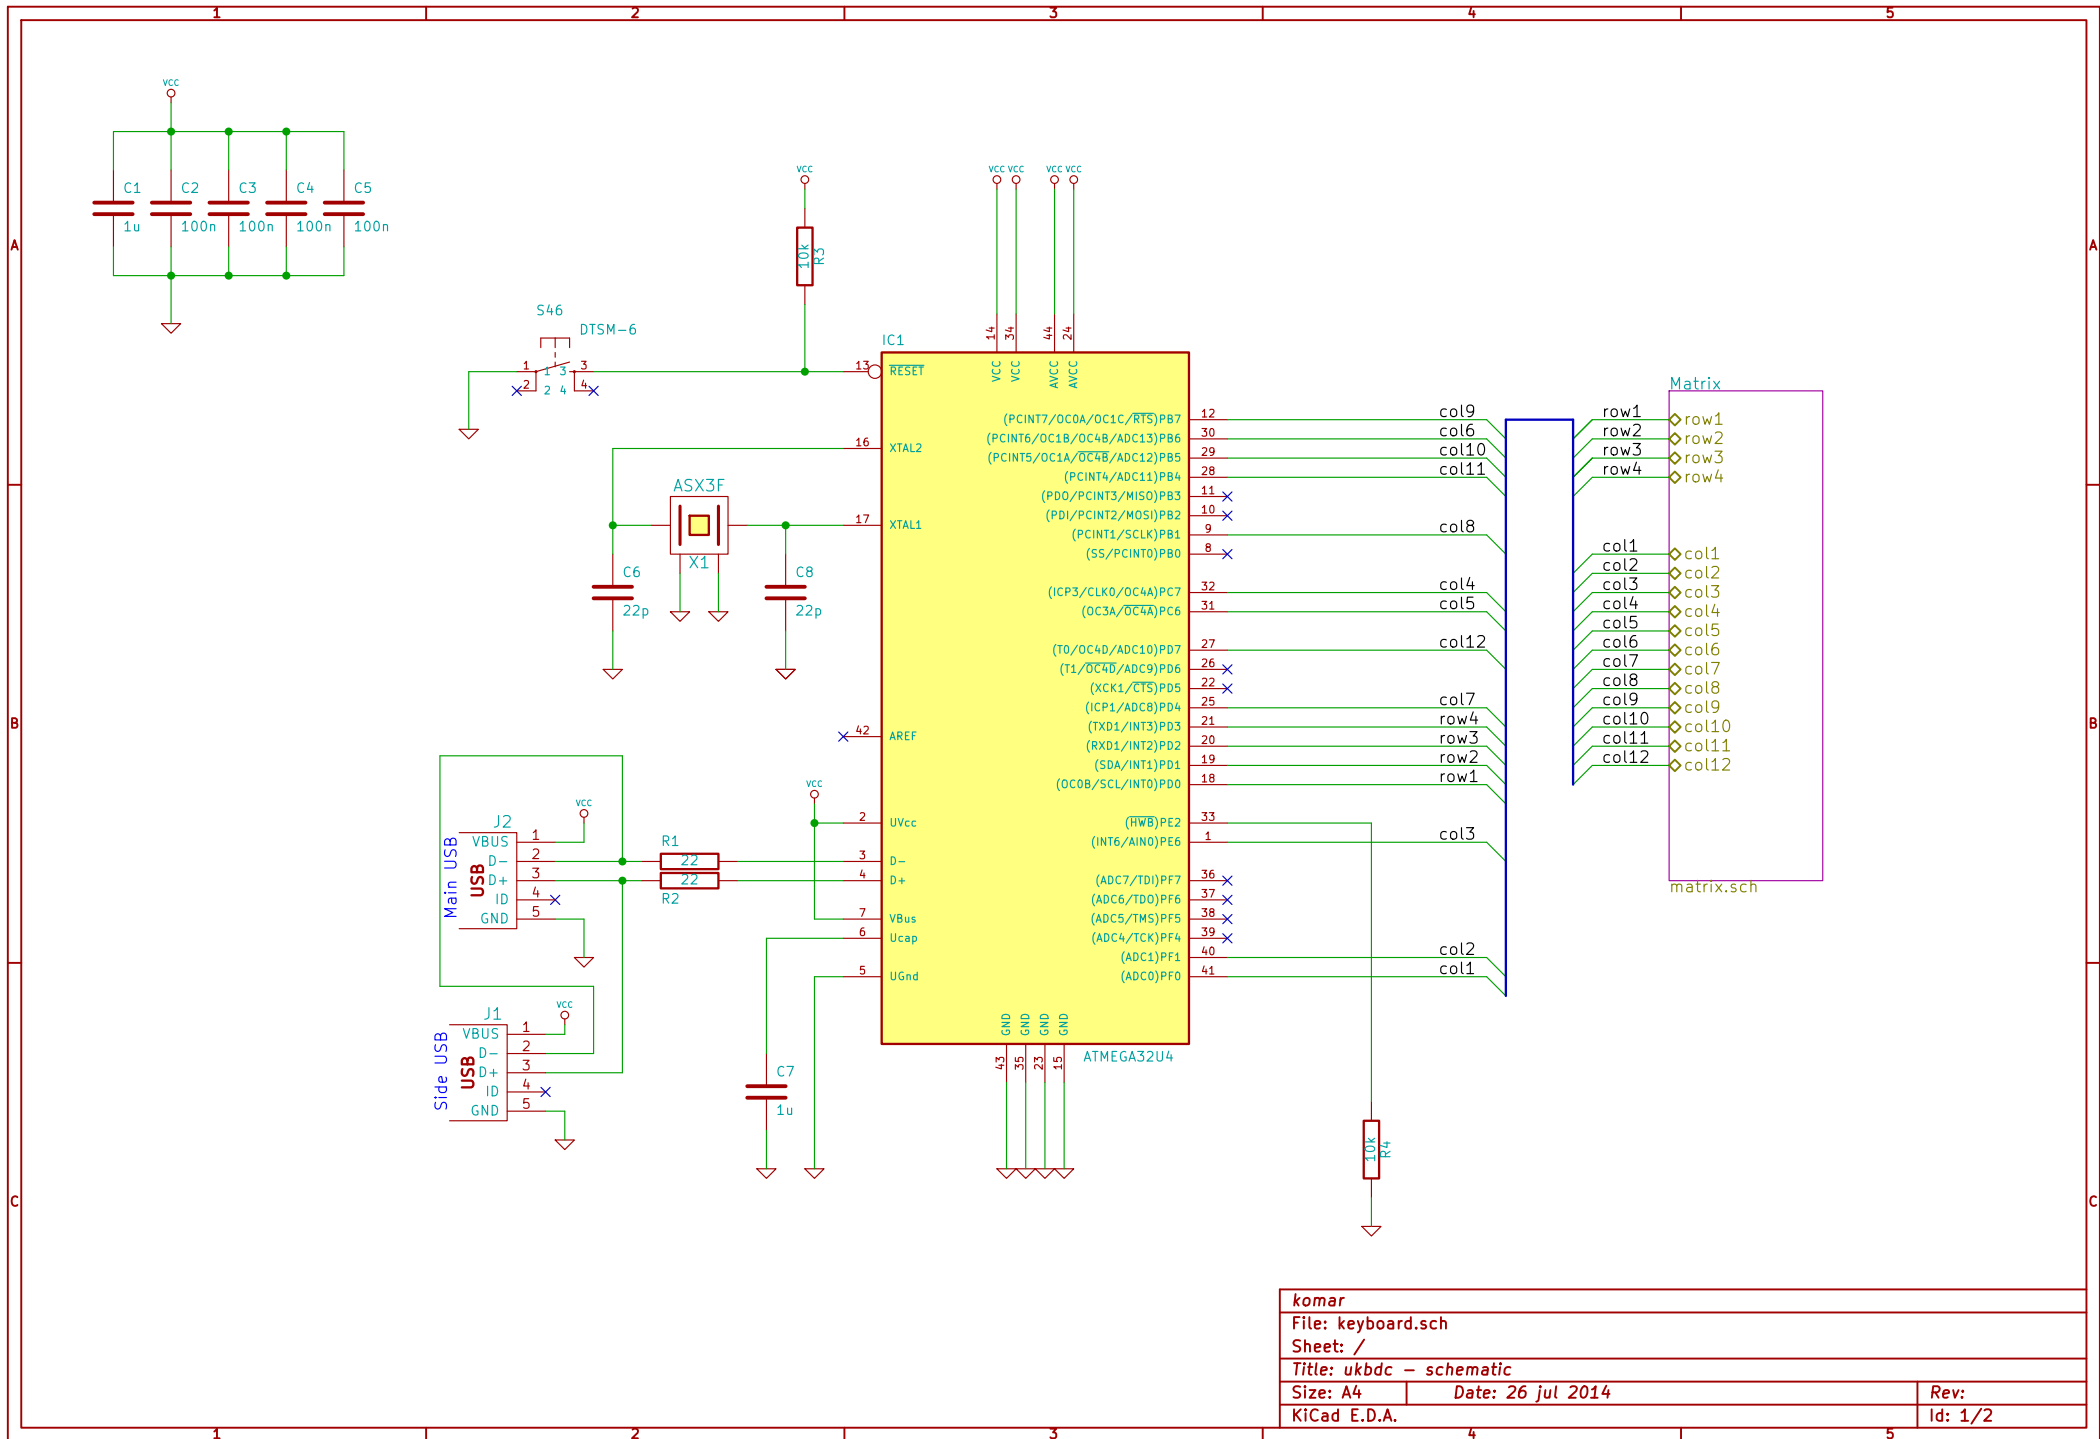 1 2 3 4 5
A
B
C
A
B
C
1 2 3 4 5
VCC
C1
1u
C2
100n
C3
100n
C4
100n
C5
100n
S46
DTSM-6
1 1 3 3
2 2 4 4
VCC
10k
R3
VCC VCC VCC VCC
14 34 44 24
VCC VCC AVCC AVCC
IC1
13 RESET
16 XTAL2
17 XTAL1
42 AREF
2 UVcc
3 D-
4 D+
7 VBus
6 Ucap
5 UGnd
ASX3F
X1
C6
22p
C8
22p
VCC
R1
22
22
R2
Main USB
J2
USB
VBUS 1
D- 2
D+ 3
ID 4
GND 5
VCC
Side USB
J1
USB
VBUS 1
D- 2
D+ 3
ID 4
GND 5
VCC
C7
1u
(PCINT7/OC0A/OC1C/RTS)PB7 12 col9
(PCINT6/OC1B/OC4B/ADC13)PB6 30 col6
(PCINT5/OC1A/OC4B/ADC12)PB5 29 col10
(PCINT4/ADC11)PB4 28 col11
(PDO/PCINT3/MISO)PB3 11
(PDI/PCINT2/MOSI)PB2 10
(PCINT1/SCLK)PB1 9 col8
(SS/PCINT0)PB0 8
(ICP3/CLK0/OC4A)PC7 32 col4
(OC3A/OC4A)PC6 31 col5
(T0/OC4D/ADC10)PD7 27 col12
(T1/OC4D/ADC9)PD6 26
(XCK1/CTS)PD5 22
(ICP1/ADC8)PD4 25 col7
(TXD1/INT3)PD3 21 row4
(RXD1/INT2)PD2 20 row3
(SDA/INT1)PD1 19 row2
(OC0B/SCL/INT0)PD0 18 row1
(HWB)PE2 33
(INT6/AIN0)PE6 1 col3
(ADC7/TDI)PF7 36
(ADC6/TDO)PF6 37
(ADC5/TMS)PF5 38
(ADC4/TCK)PF4 39
(ADC1)PF1 40 col2
(ADC0)PF0 41 col1
GND GND GND GND
43 35 23 15
ATMEGA32U4
10k
R4
Matrix
row1 row1
row2 row2
row3 row3
row4 row4
col1 col1
col2 col2
col3 col3
col4 col4
col5 col5
col6 col6
col7 col7
col8 col8
col9 col9
col10 col10
col11 col11
col12 col12
matrix.sch
komar
File: keyboard.sch
Sheet: /
Title: ukbdc - schematic
Size: A4 Date: 26 jul 2014 Rev:
KiCad E.D.A. Id: 1/2